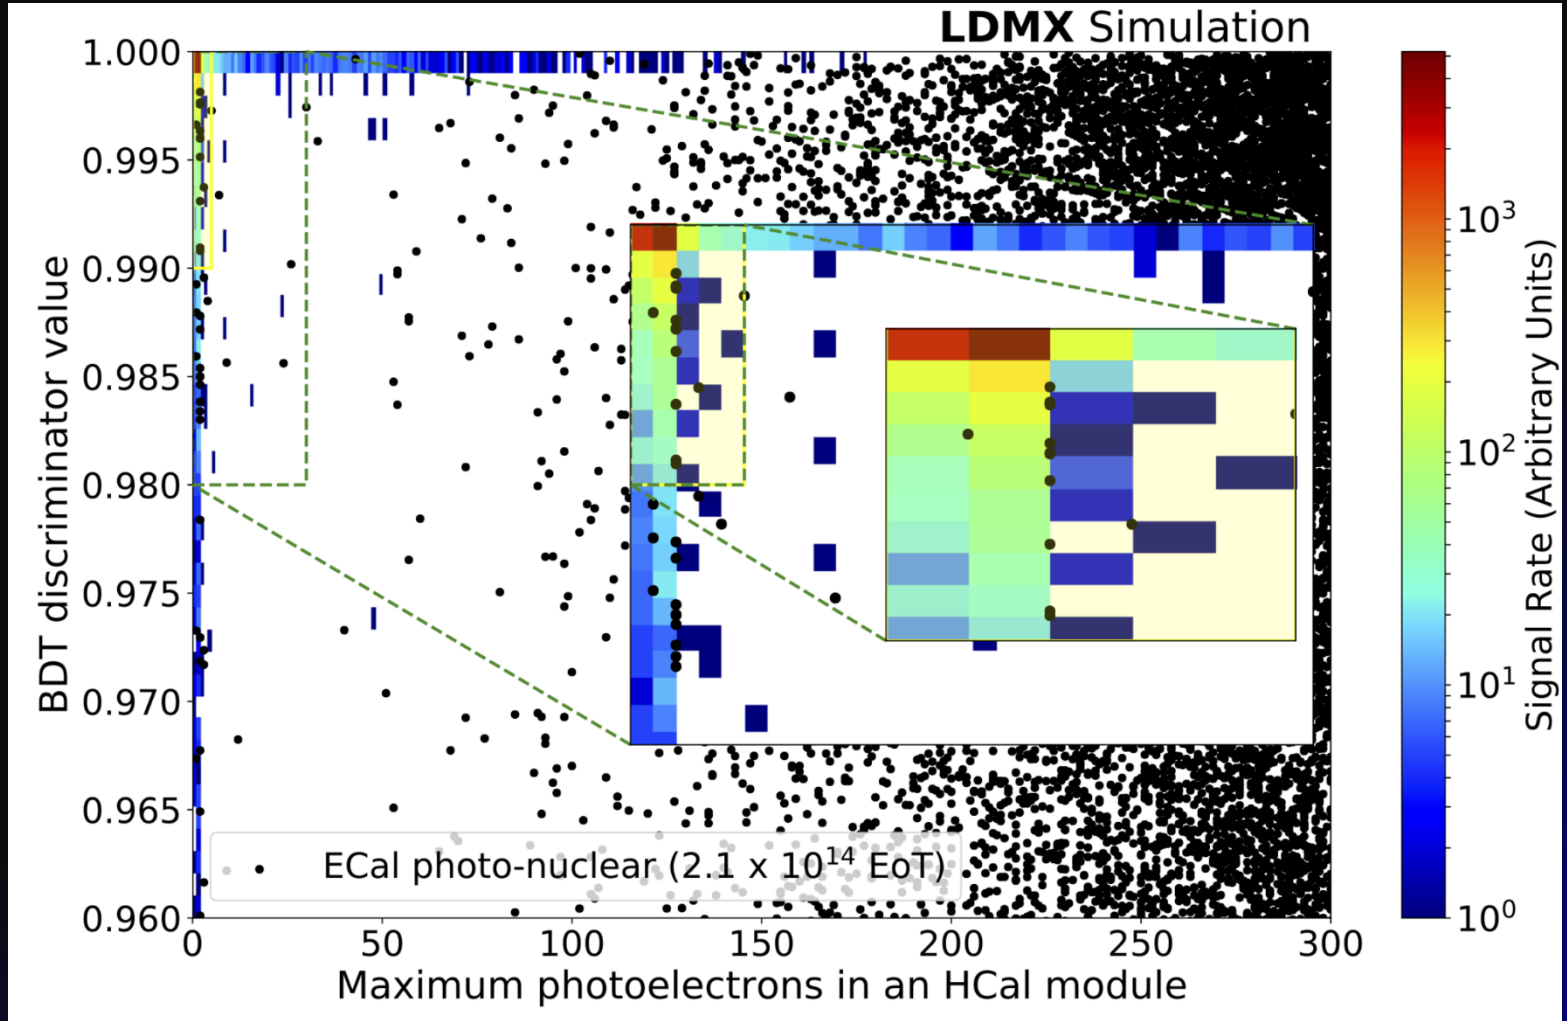 LDMX Simulation
1.000
0.995
0.990
0.985
0.980
0.975
0.970
0.965
0.960
BDT discriminator value
ECal photo-nuclear (2.1 x 10¹⁴ EoT)
0 50 100 150 200 250 300
Maximum photoelectrons in an HCal module
10³
10²
10¹
10⁰
Signal Rate (Arbitrary Units)